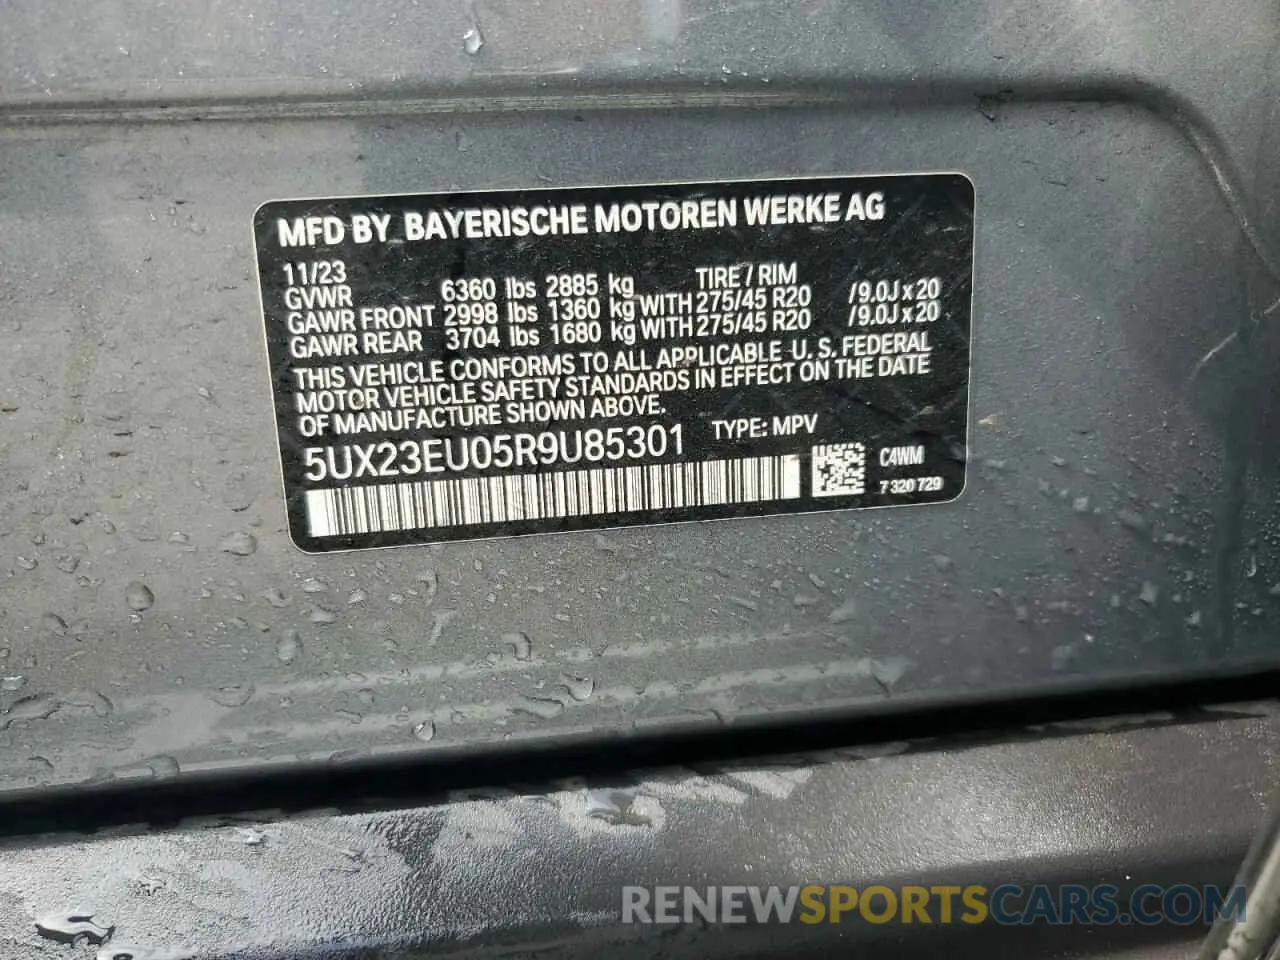 MFD BY BAYERISCHE MOTOREN WERKE AG
11/23 TIRE / RIM
GVWR 6360 lbs 2885 kg
GAWR FRONT 2998 lbs 1360 kg WITH 275/45 R20 /9.0J x 20
GAWR REAR 3704 lbs 1680 kg WITH 275/45 R20 /9.0J x 20
THIS VEHICLE CONFORMS TO ALL APPLICABLE U.S. FEDERAL
MOTOR VEHICLE SAFETY STANDARDS IN EFFECT ON THE DATE
OF MANUFACTURE SHOWN ABOVE.
5UX23EU05R9U85301 TYPE: MPV
C4WM
7 320 729
RENEWSPORTSCARS.COM